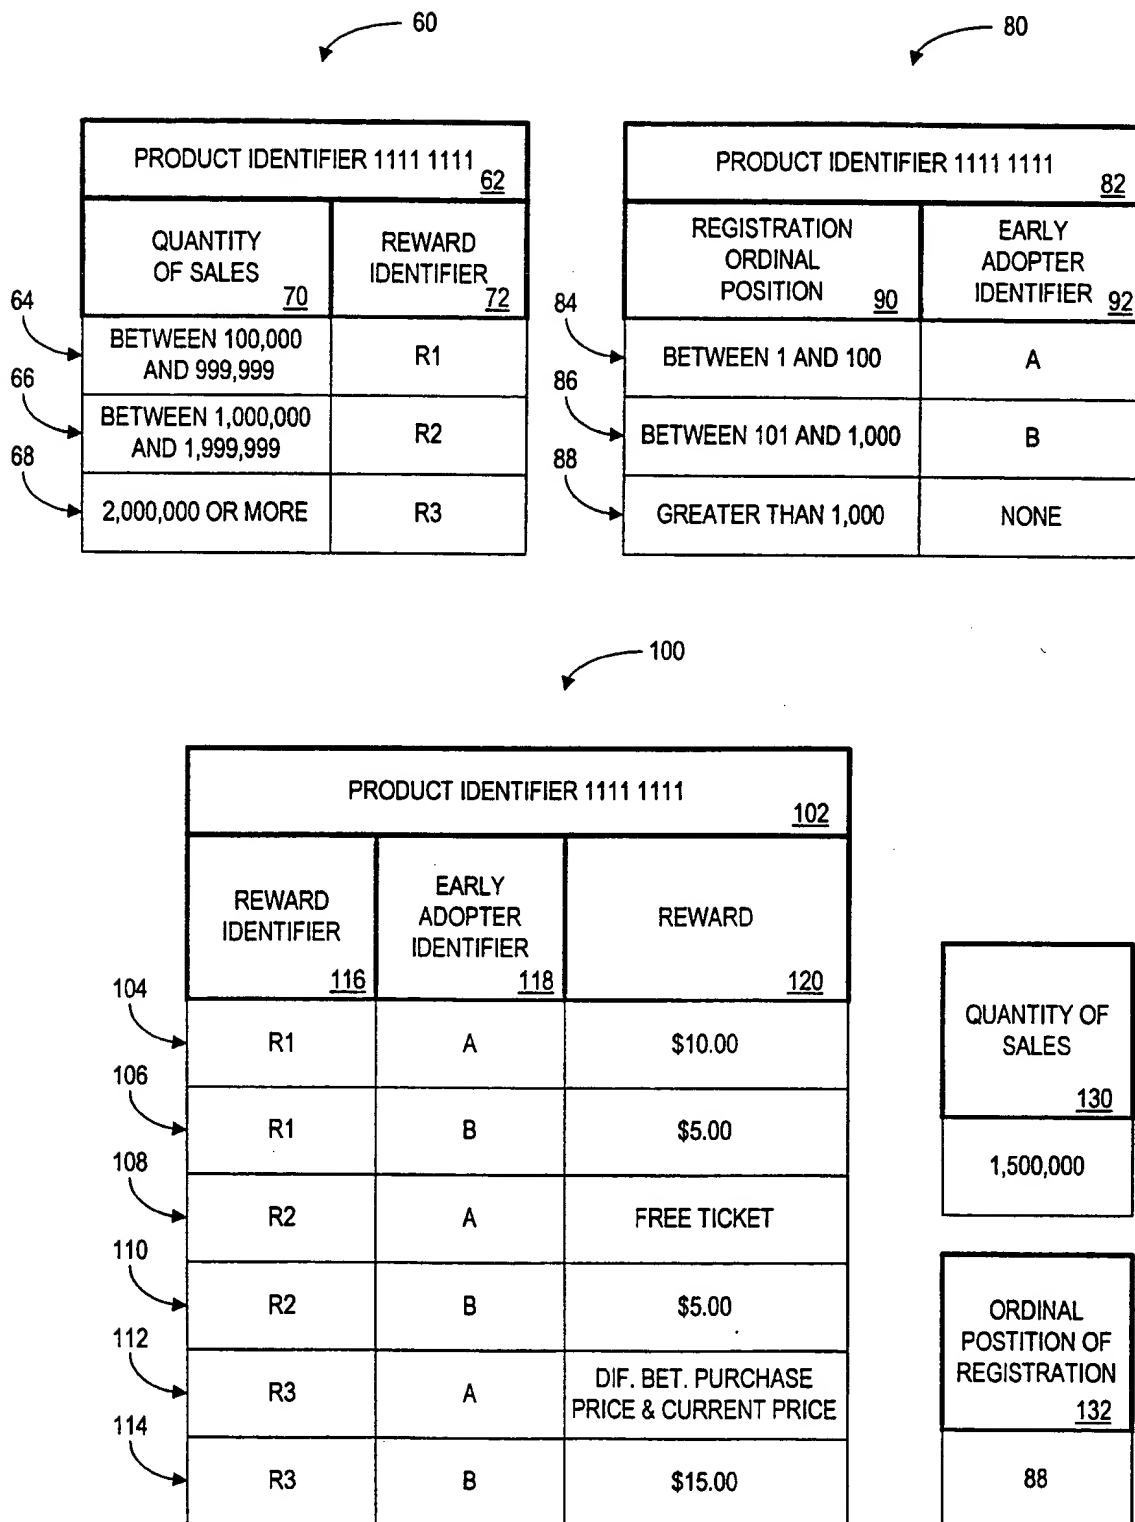 60
80
PRODUCT IDENTIFIER 1111 1111
62
QUANTITY
OF SALES
70
REWARD
IDENTIFIER
72
64
BETWEEN 100,000
AND 999,999
R1
66
BETWEEN 1,000,000
AND 1,999,999
R2
68
2,000,000 OR MORE
R3
PRODUCT IDENTIFIER 1111 1111
82
REGISTRATION
ORDINAL
POSITION
90
EARLY
ADOPTER
IDENTIFIER
92
84
BETWEEN 1 AND 100
A
86
BETWEEN 101 AND 1,000
B
88
GREATER THAN 1,000
NONE
100
PRODUCT IDENTIFIER 1111 1111
102
REWARD
IDENTIFIER
116
EARLY
ADOPTER
IDENTIFIER
118
REWARD
120
104
R1
A
$10.00
106
R1
B
$5.00
108
R2
A
FREE TICKET
110
R2
B
$5.00
112
R3
A
DIF. BET. PURCHASE
PRICE & CURRENT PRICE
114
R3
B
$15.00
QUANTITY OF
SALES
130
1,500,000
ORDINAL
POSTITION OF
REGISTRATION
132
88